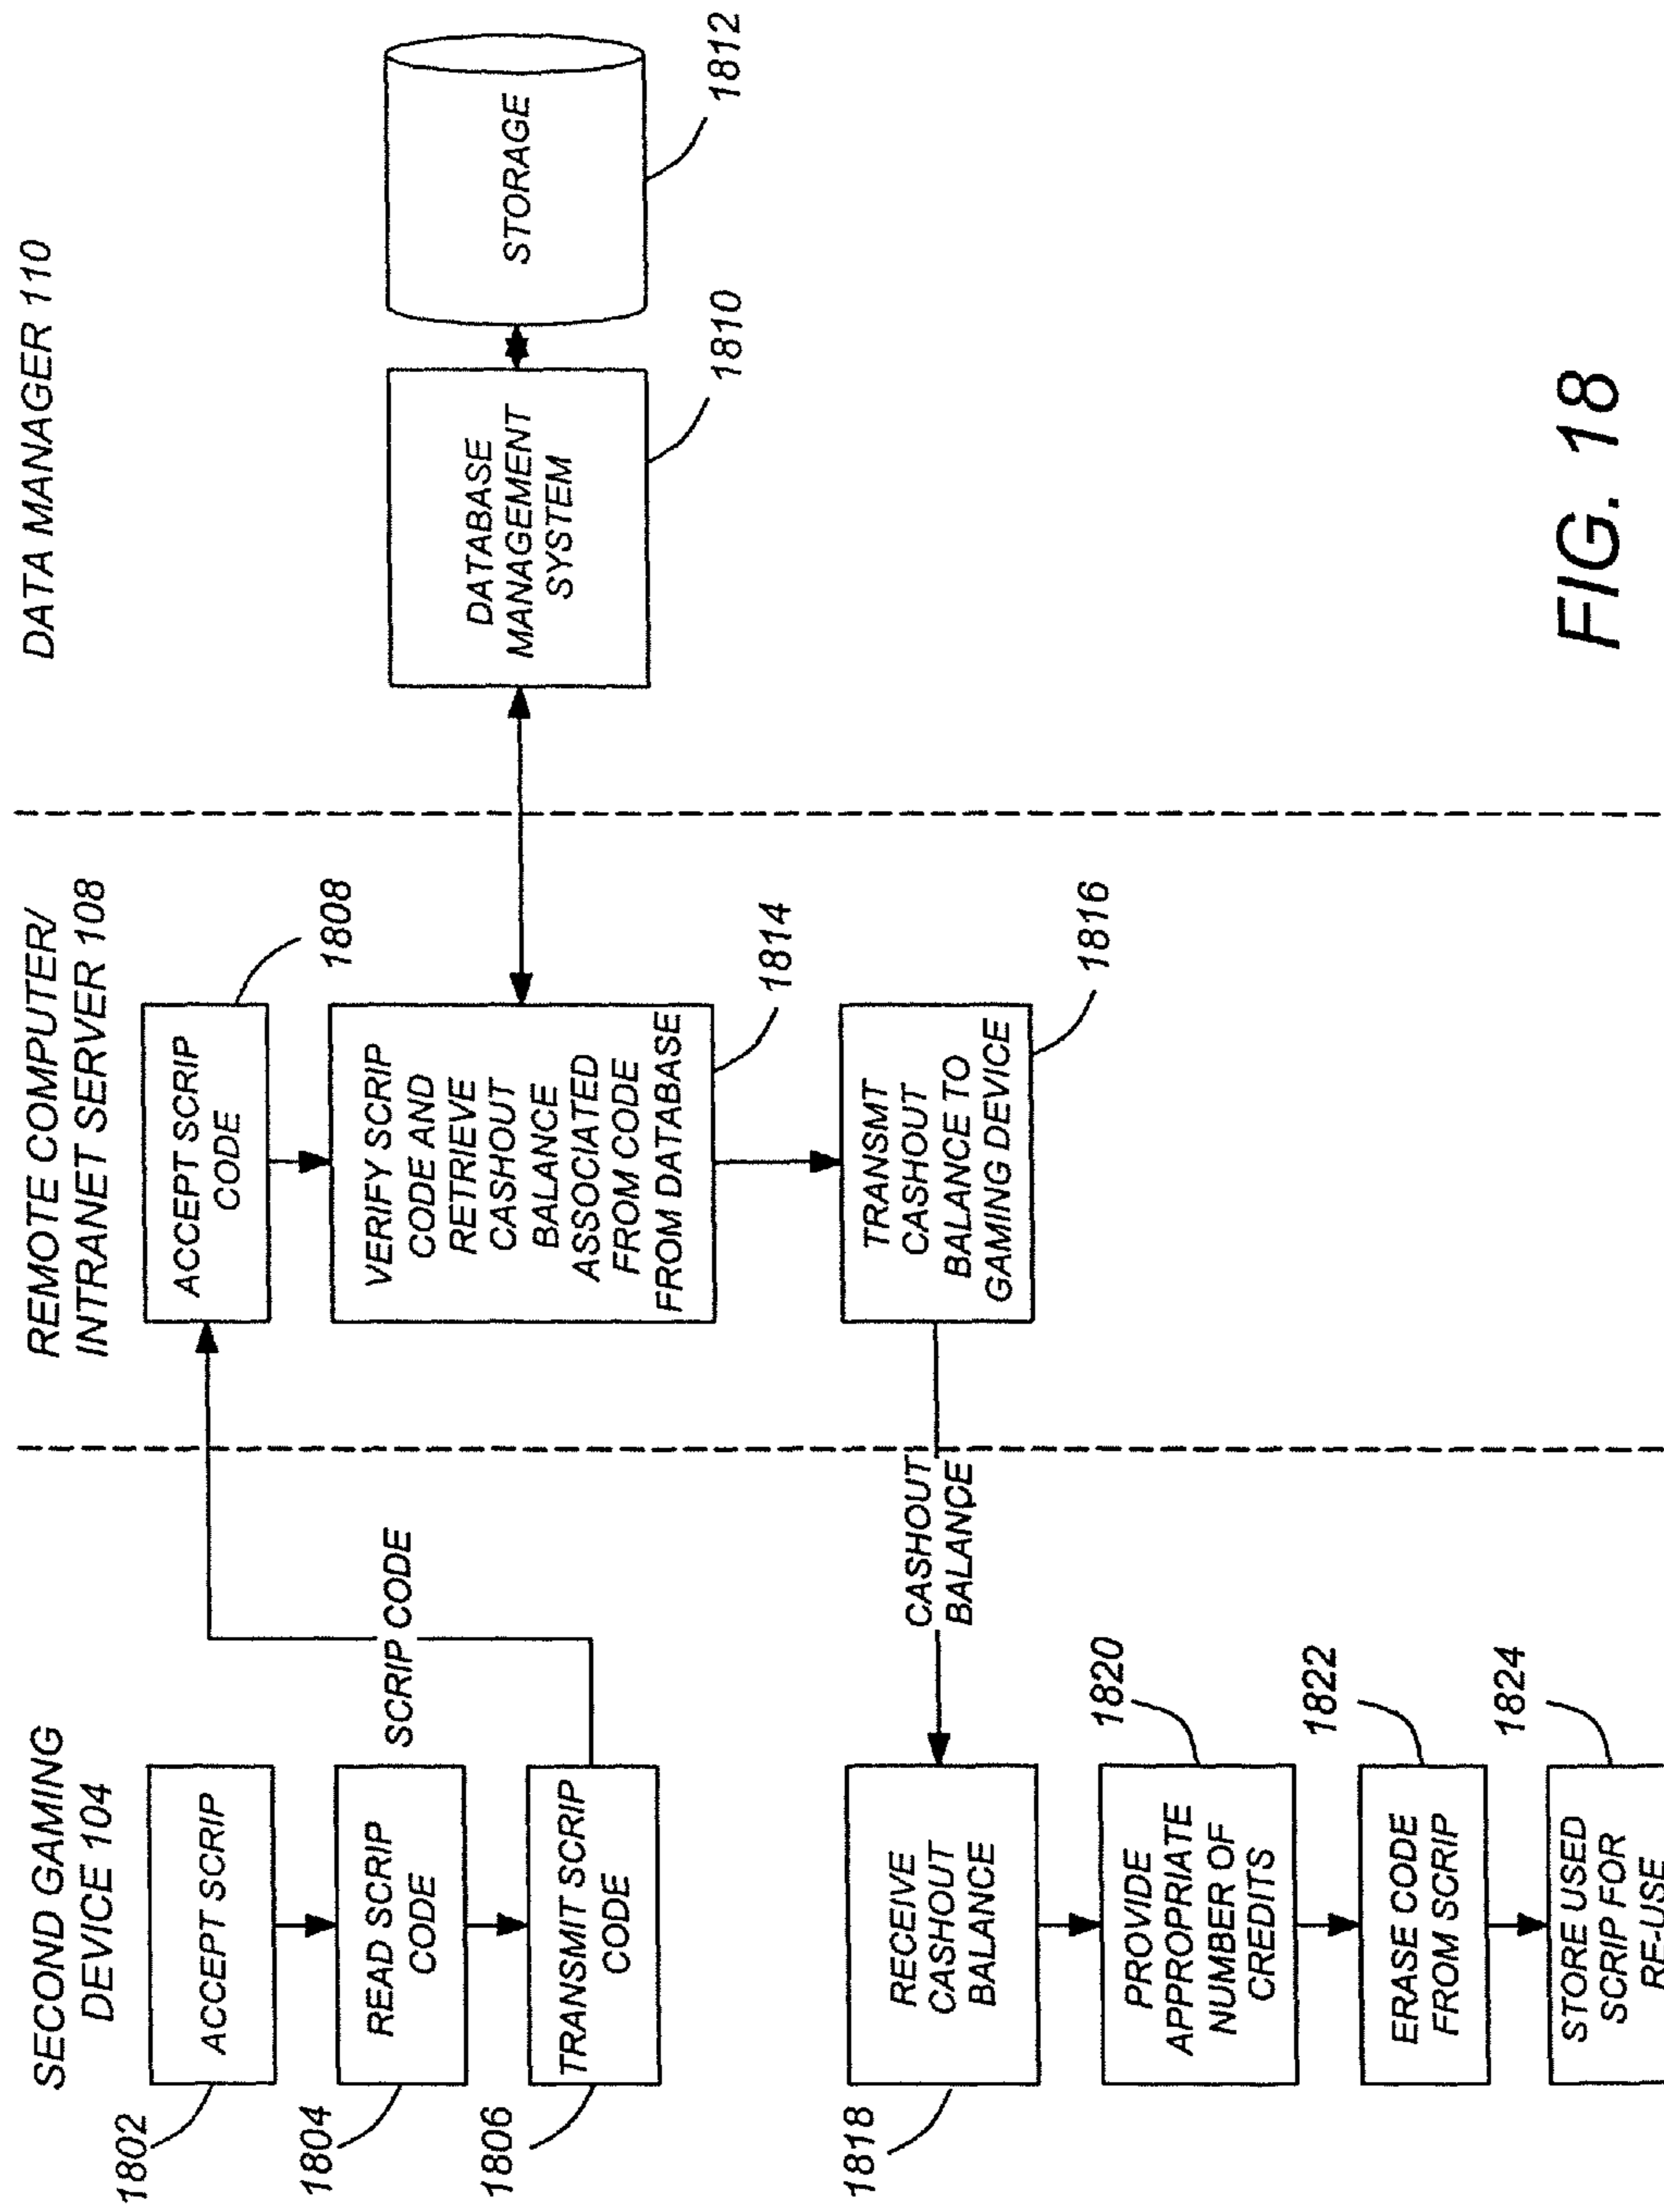 SECOND GAMING
DEVICE 104
1802
ACCEPT SCRIP
1804
READ SCRIP
CODE
1806
TRANSMIT SCRIP
CODE
SCRIP CODE
1818
RECEIVE
CASHOUT
BALANCE
1820
PROVIDE
APPROPRIATE
NUMBER OF
CREDITS
1822
ERASE CODE
FROM SCRIP
1824
STORE USED
SCRIP FOR
RE-USE
REMOTE COMPUTER/
INTRANET SERVER 108
ACCEPT SCRIP
CODE
1808
VERIFY SCRIP
CODE AND
RETRIEVE
CASHOUT
BALANCE
ASSOCIATED
FROM CODE
FROM DATABASE
1814
TRANSMT
CASHOUT
BALANCE TO
GAMING DEVICE
1816
CASHOUT
BALANCE
DATA MANAGER 110
DATABASE
MANAGEMENT
SYSTEM
1810
STORAGE
1812
FIG. 18